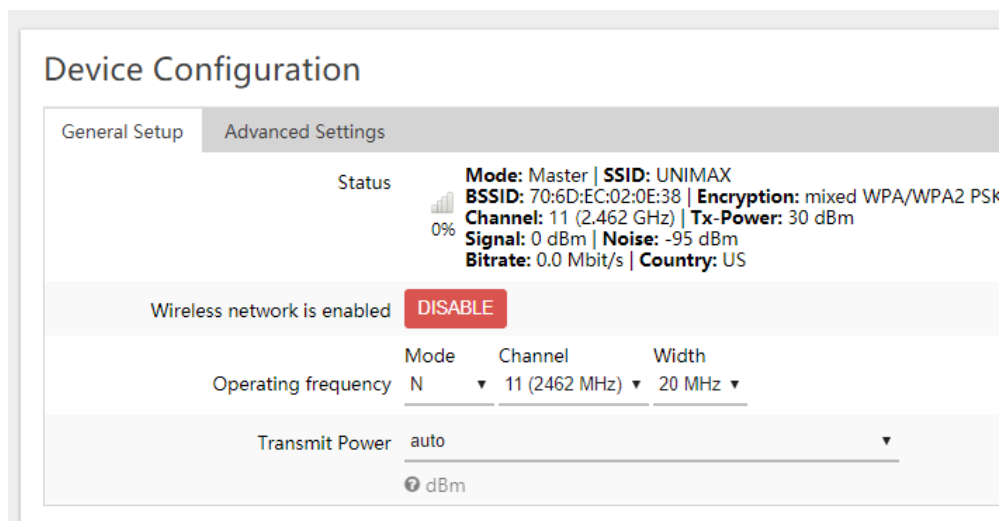 Device Configuration
General Setup Advanced Settings
Status
0%
Mode: Master | SSID: UNIMAX
BSSID: 70:6D:EC:02:0E:38 | Encryption: mixed WPA/WPA2 PSK
Channel: 11 (2.462 GHz) | Tx-Power: 30 dBm
Signal: 0 dBm | Noise: -95 dBm
Bitrate: 0.0 Mbit/s | Country: US
Wireless network is enabled DISABLE
Mode Channel Width
Operating frequency N 11 (2462 MHz) 20 MHz
Transmit Power auto
dBm